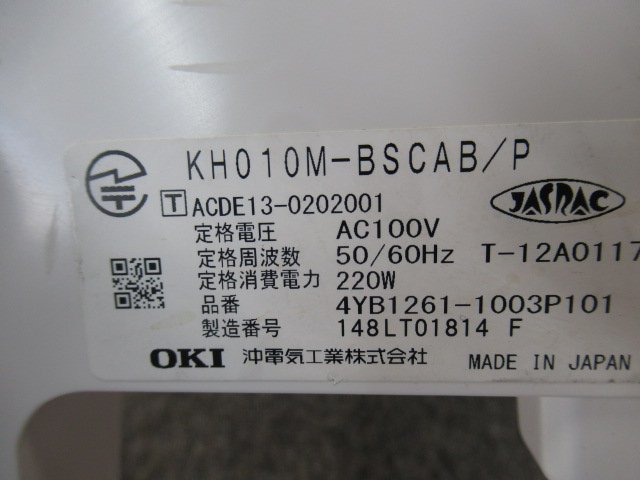 KH010M-BSCAB/P
T ACDE13-0202001
JASRAC
定格電圧 AC100V
定格周波数 50/60Hz T-12A0117
定格消費電力 220W
品番 4YB1261-1003P101
製造番号 148LT01814 F
OKI 沖電気工業株式会社 MADE IN JAPAN